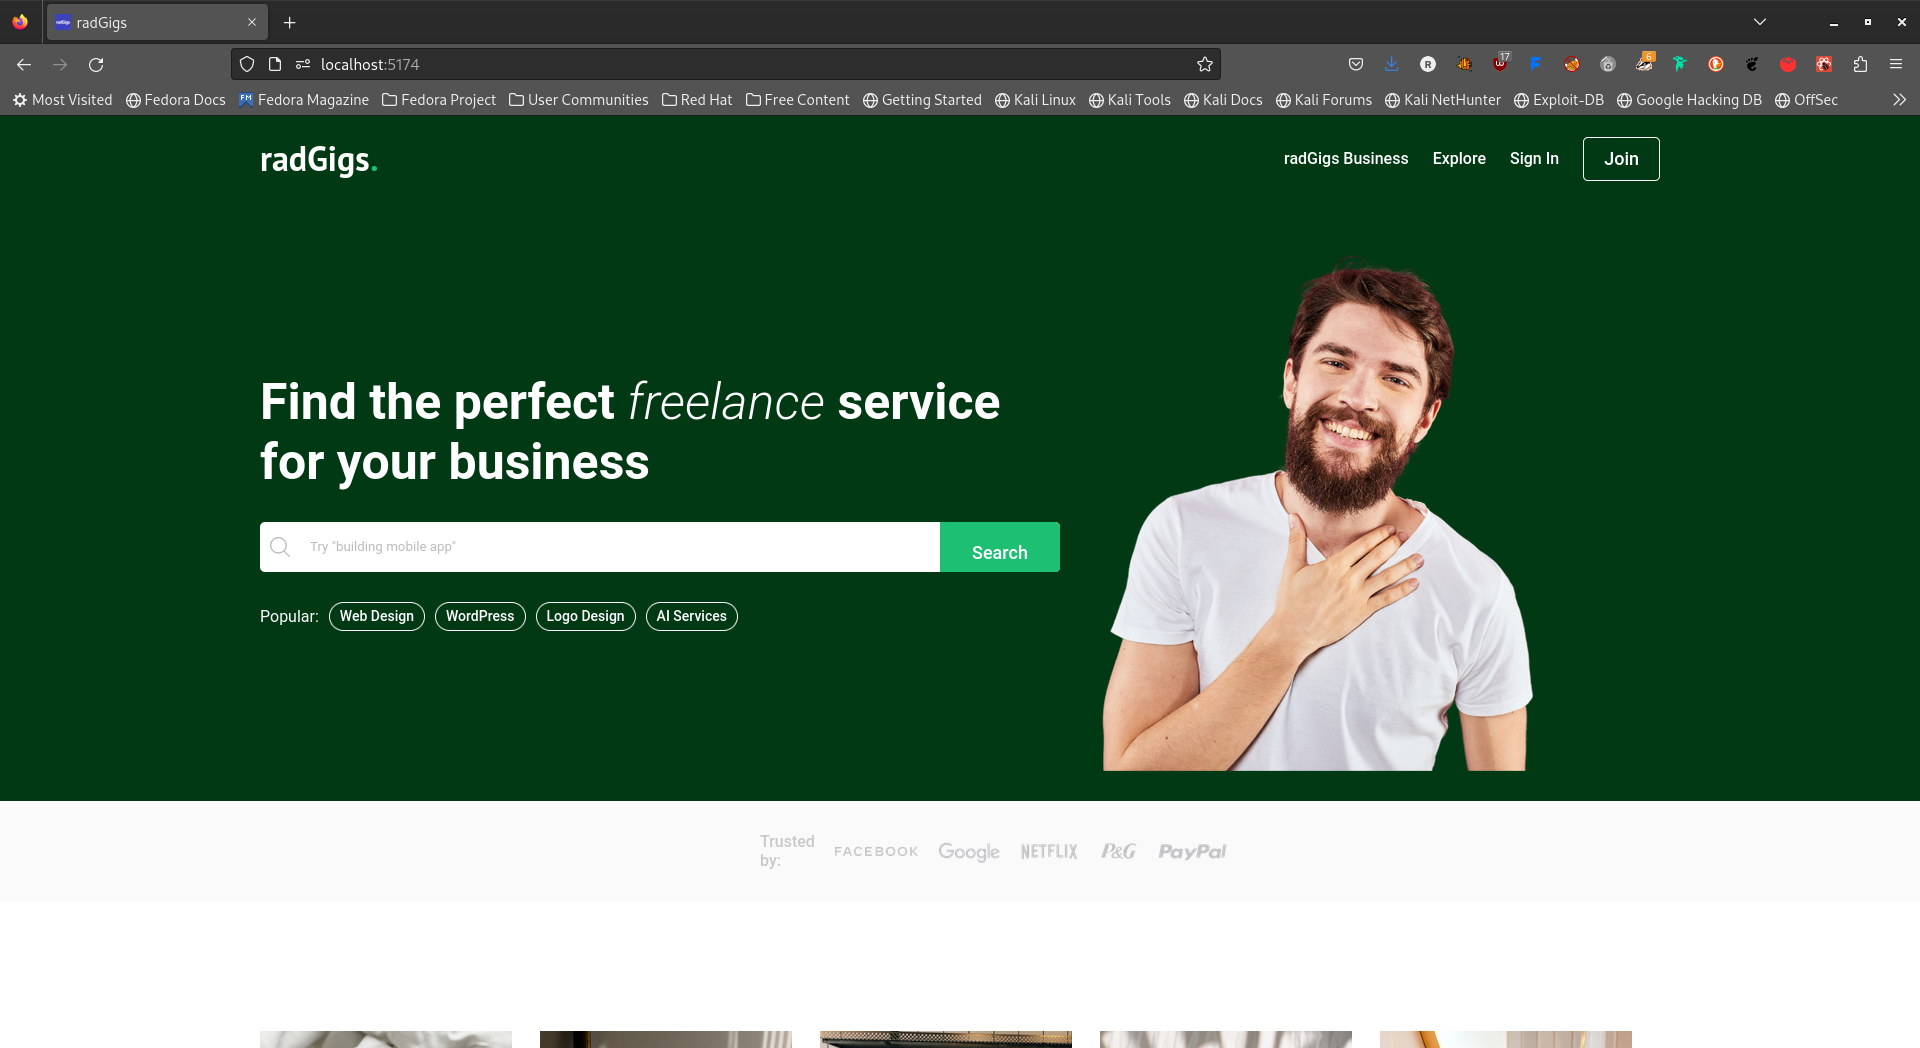 radGigs
localhost:5174
17
6
Most Visited Fedora Docs Fedora Magazine Fedora Project User Communities Red Hat Free Content Getting Started Kali Linux Kali Tools Kali Docs Kali Forums Kali NetHunter Exploit-DB Google Hacking DB OffSec
radGigs.
radGigs Business Explore Sign In Join
Find the perfect freelance service
for your business
Try "building mobile app"
Search
Popular: Web Design WordPress Logo Design AI Services
Trusted
by:
FACEBOOK Google NETFLIX P&G PayPal